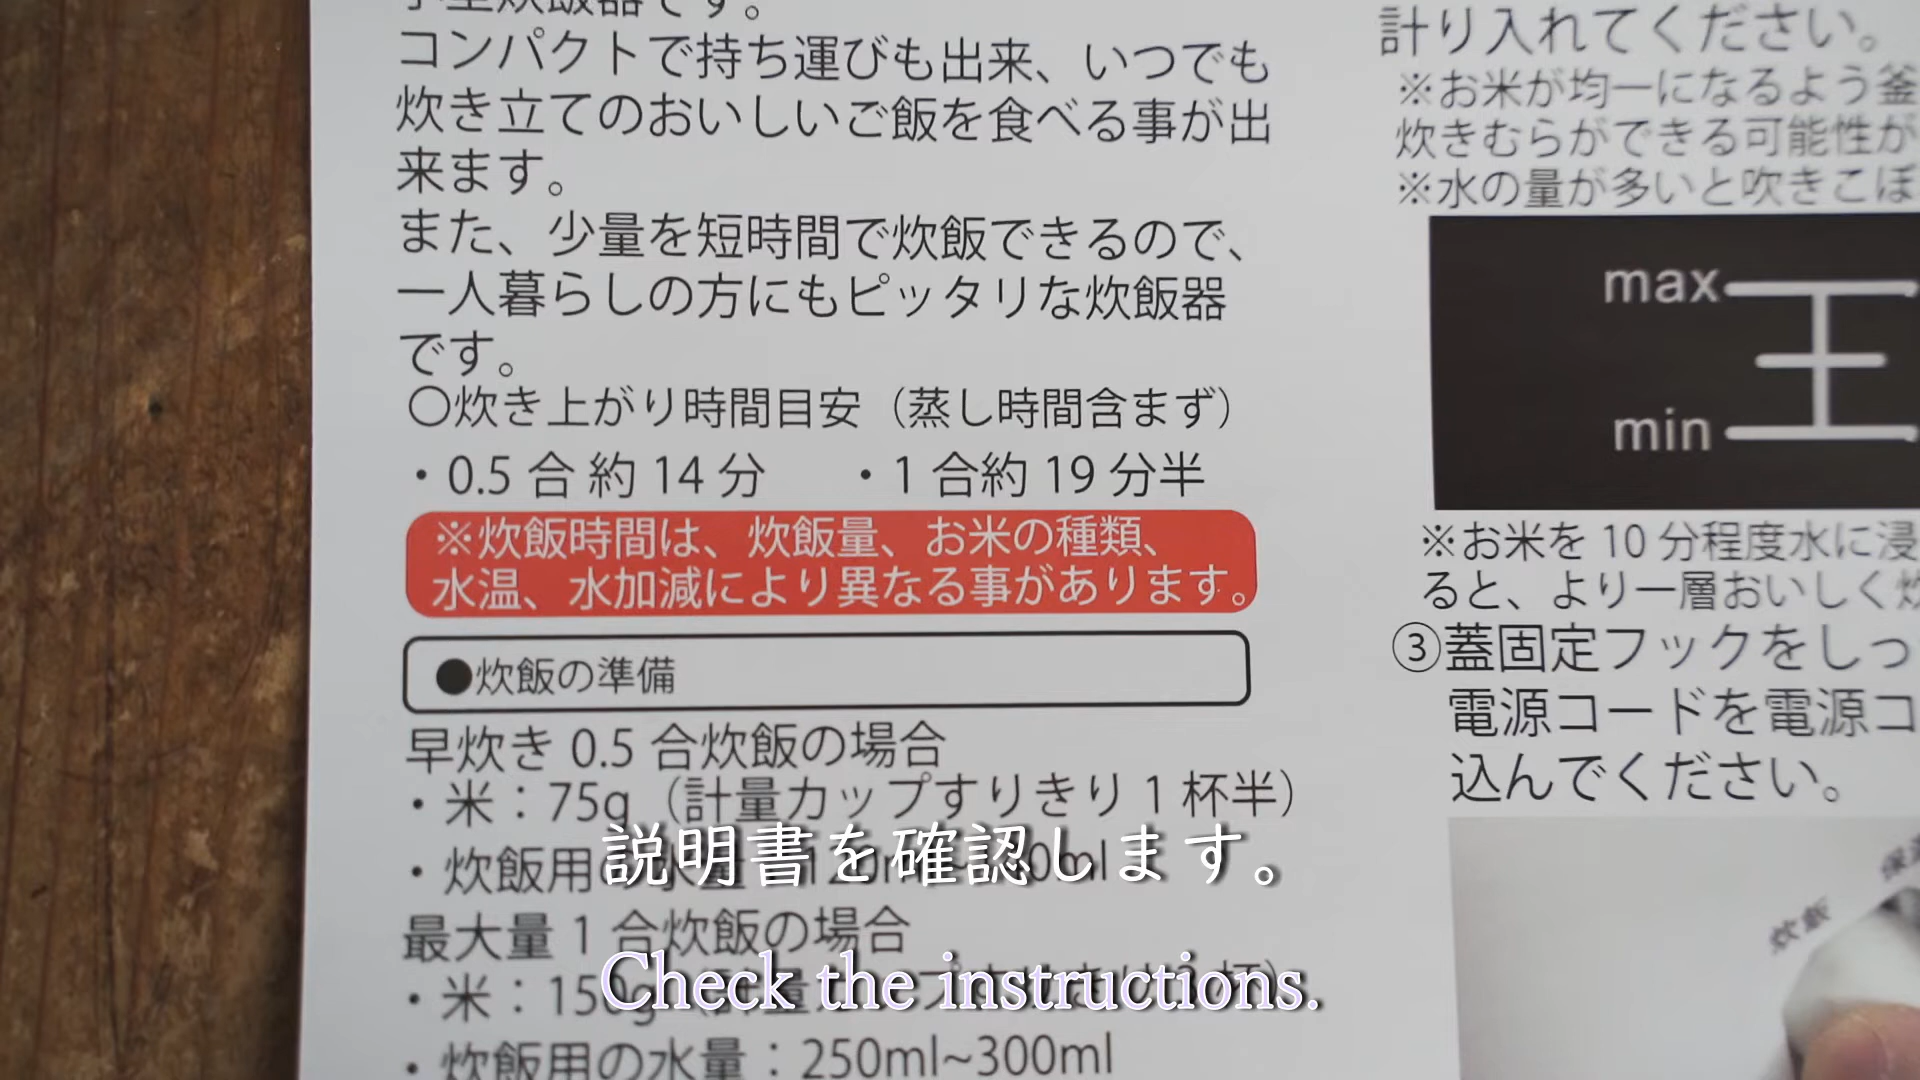 コンパクトで持ち運びも出来、いつでも
炊き立てのおいしいご飯を食べる事が出
来ます。
また、少量を短時間で炊飯できるので、
一人暮らしの方にもピッタリな炊飯器
です。
〇炊き上がり時間目安（蒸し時間含まず）
・0.5 合 約 14 分　・1 合約 19 分半
※炊飯時間は、炊飯量、お米の種類、
水温、水加減により異なる事があります。
●炊飯の準備
早炊き 0.5 合炊飯の場合
・米：75g（計量カップすりきり 1 杯半）
・炊飯用
最大量 1 合炊飯の場合
・米：150g
・炊飯用の水量：250ml~300ml
計り入れてください。
※お米が均一になるよう釜
炊きむらができる可能性が
※水の量が多いと吹きこぼ
max
min
※お米を 10 分程度水に浸
ると、より一層おいしく炊
③蓋固定フックをしっ
電源コードを電源コ
込んでください。
炊飯
説明書を確認します。
Check the instructions.